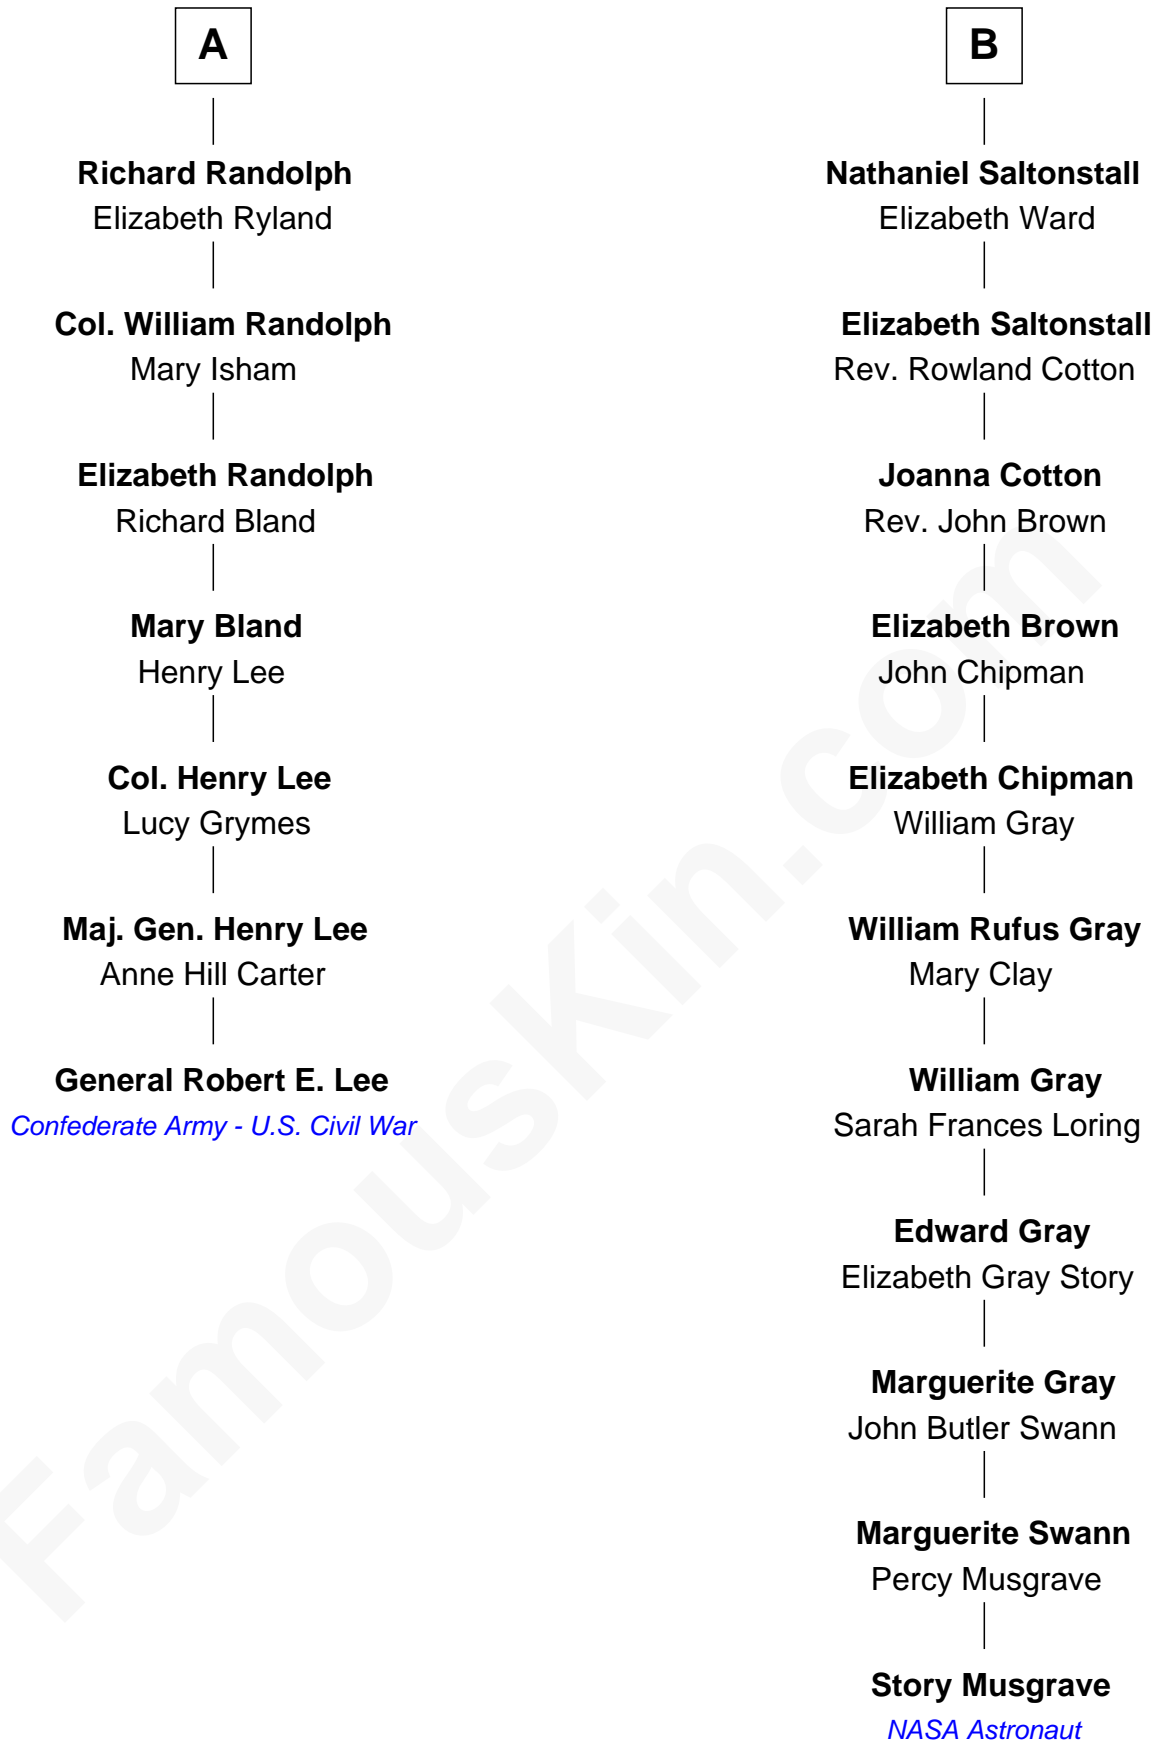 A
Richard Randolph
Elizabeth Ryland
Col. William Randolph
Mary Isham
Elizabeth Randolph
Richard Bland
Mary Bland
Henry Lee
Col. Henry Lee
Lucy Grymes
Maj. Gen. Henry Lee
Anne Hill Carter
General Robert E. Lee
Confederate Army - U.S. Civil War
B
Nathaniel Saltonstall
Elizabeth Ward
Elizabeth Saltonstall
Rev. Rowland Cotton
Joanna Cotton
Rev. John Brown
Elizabeth Brown
John Chipman
Elizabeth Chipman
William Gray
William Rufus Gray
Mary Clay
William Gray
Sarah Frances Loring
Edward Gray
Elizabeth Gray Story
Marguerite Gray
John Butler Swann
Marguerite Swann
Percy Musgrave
Story Musgrave
NASA Astronaut
FamousKin.com